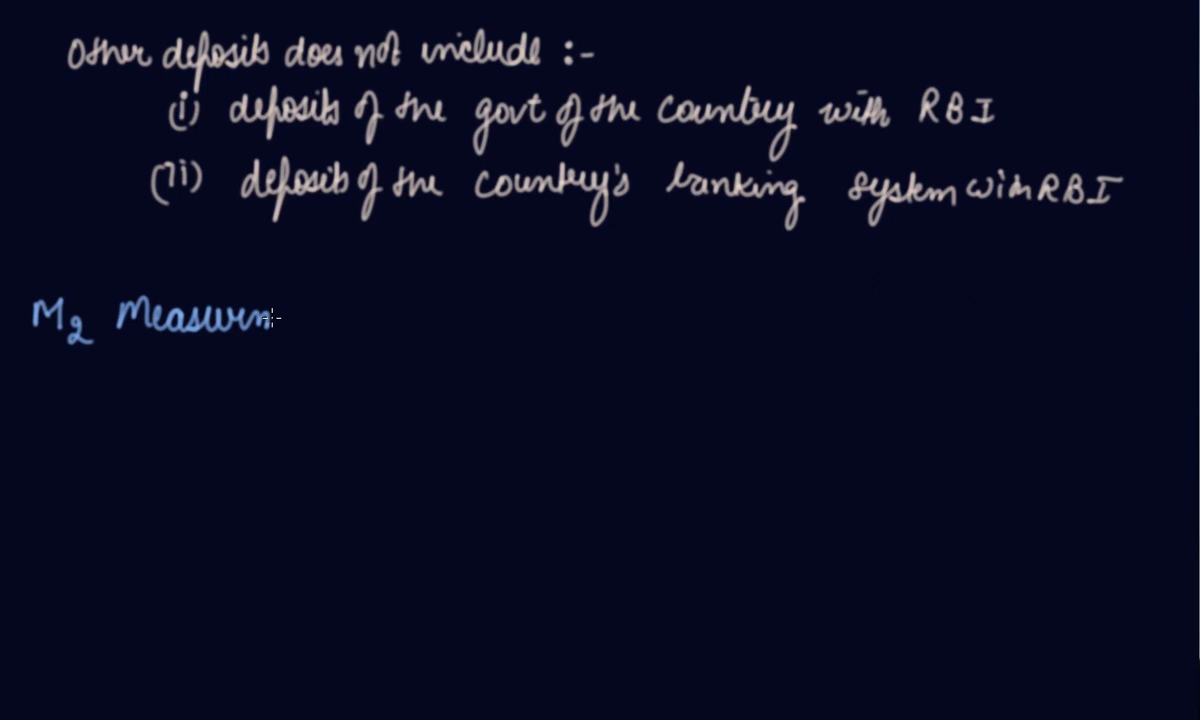 Other deposits does not include :-
(i) deposits of the govt of the country with RBI
(ii) deposits of the country's banking system with RBI
M2 Measurm